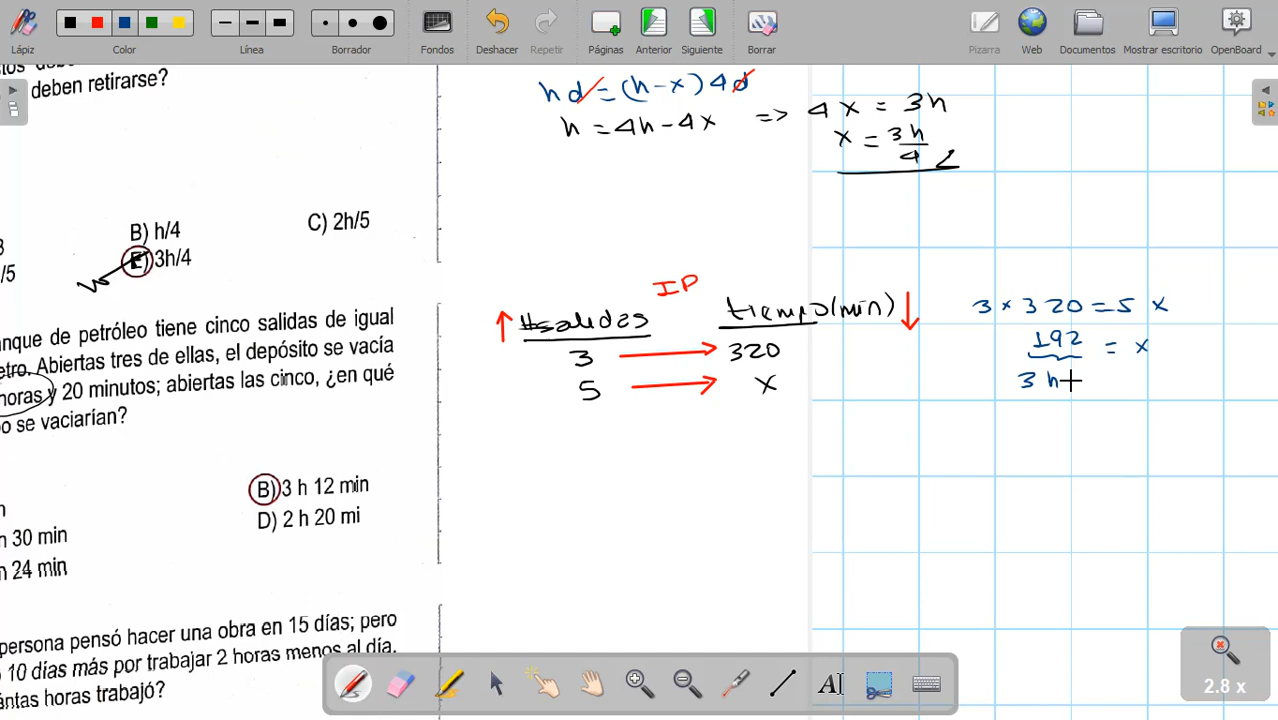 Lápiz
Color
Línea
Borrador
Fondos
Deshacer
Repetir
Páginas
Anterior
Siguiente
Borrar
Pizarra
Web
Documentos
Mostrar escritorio
OpenBoard
deben retirarse?
B) h/4
C) 2h/5
E) 3h/4
/5
anque de petróleo tiene cinco salidas de igual
etro. Abiertas tres de ellas, el depósito se vacía
horas y 20 minutos; abiertas las cinco, ¿en qué
o se vaciarían?
B) 3 h 12 min
D) 2 h 20 mi
n 30 min
n 24 min
persona pensó hacer una obra en 15 días; pero
10 días más por trabajar 2 horas menos al día.
ántas horas trabajó?
hd = (h-x) 4d
h = 4h - 4x => 4x = 3h
x = 3h/4
IP
#salidas tiempo(min)
3 320
5 x
3 × 320 = 5 x
192 = x
3 h
2.8 x